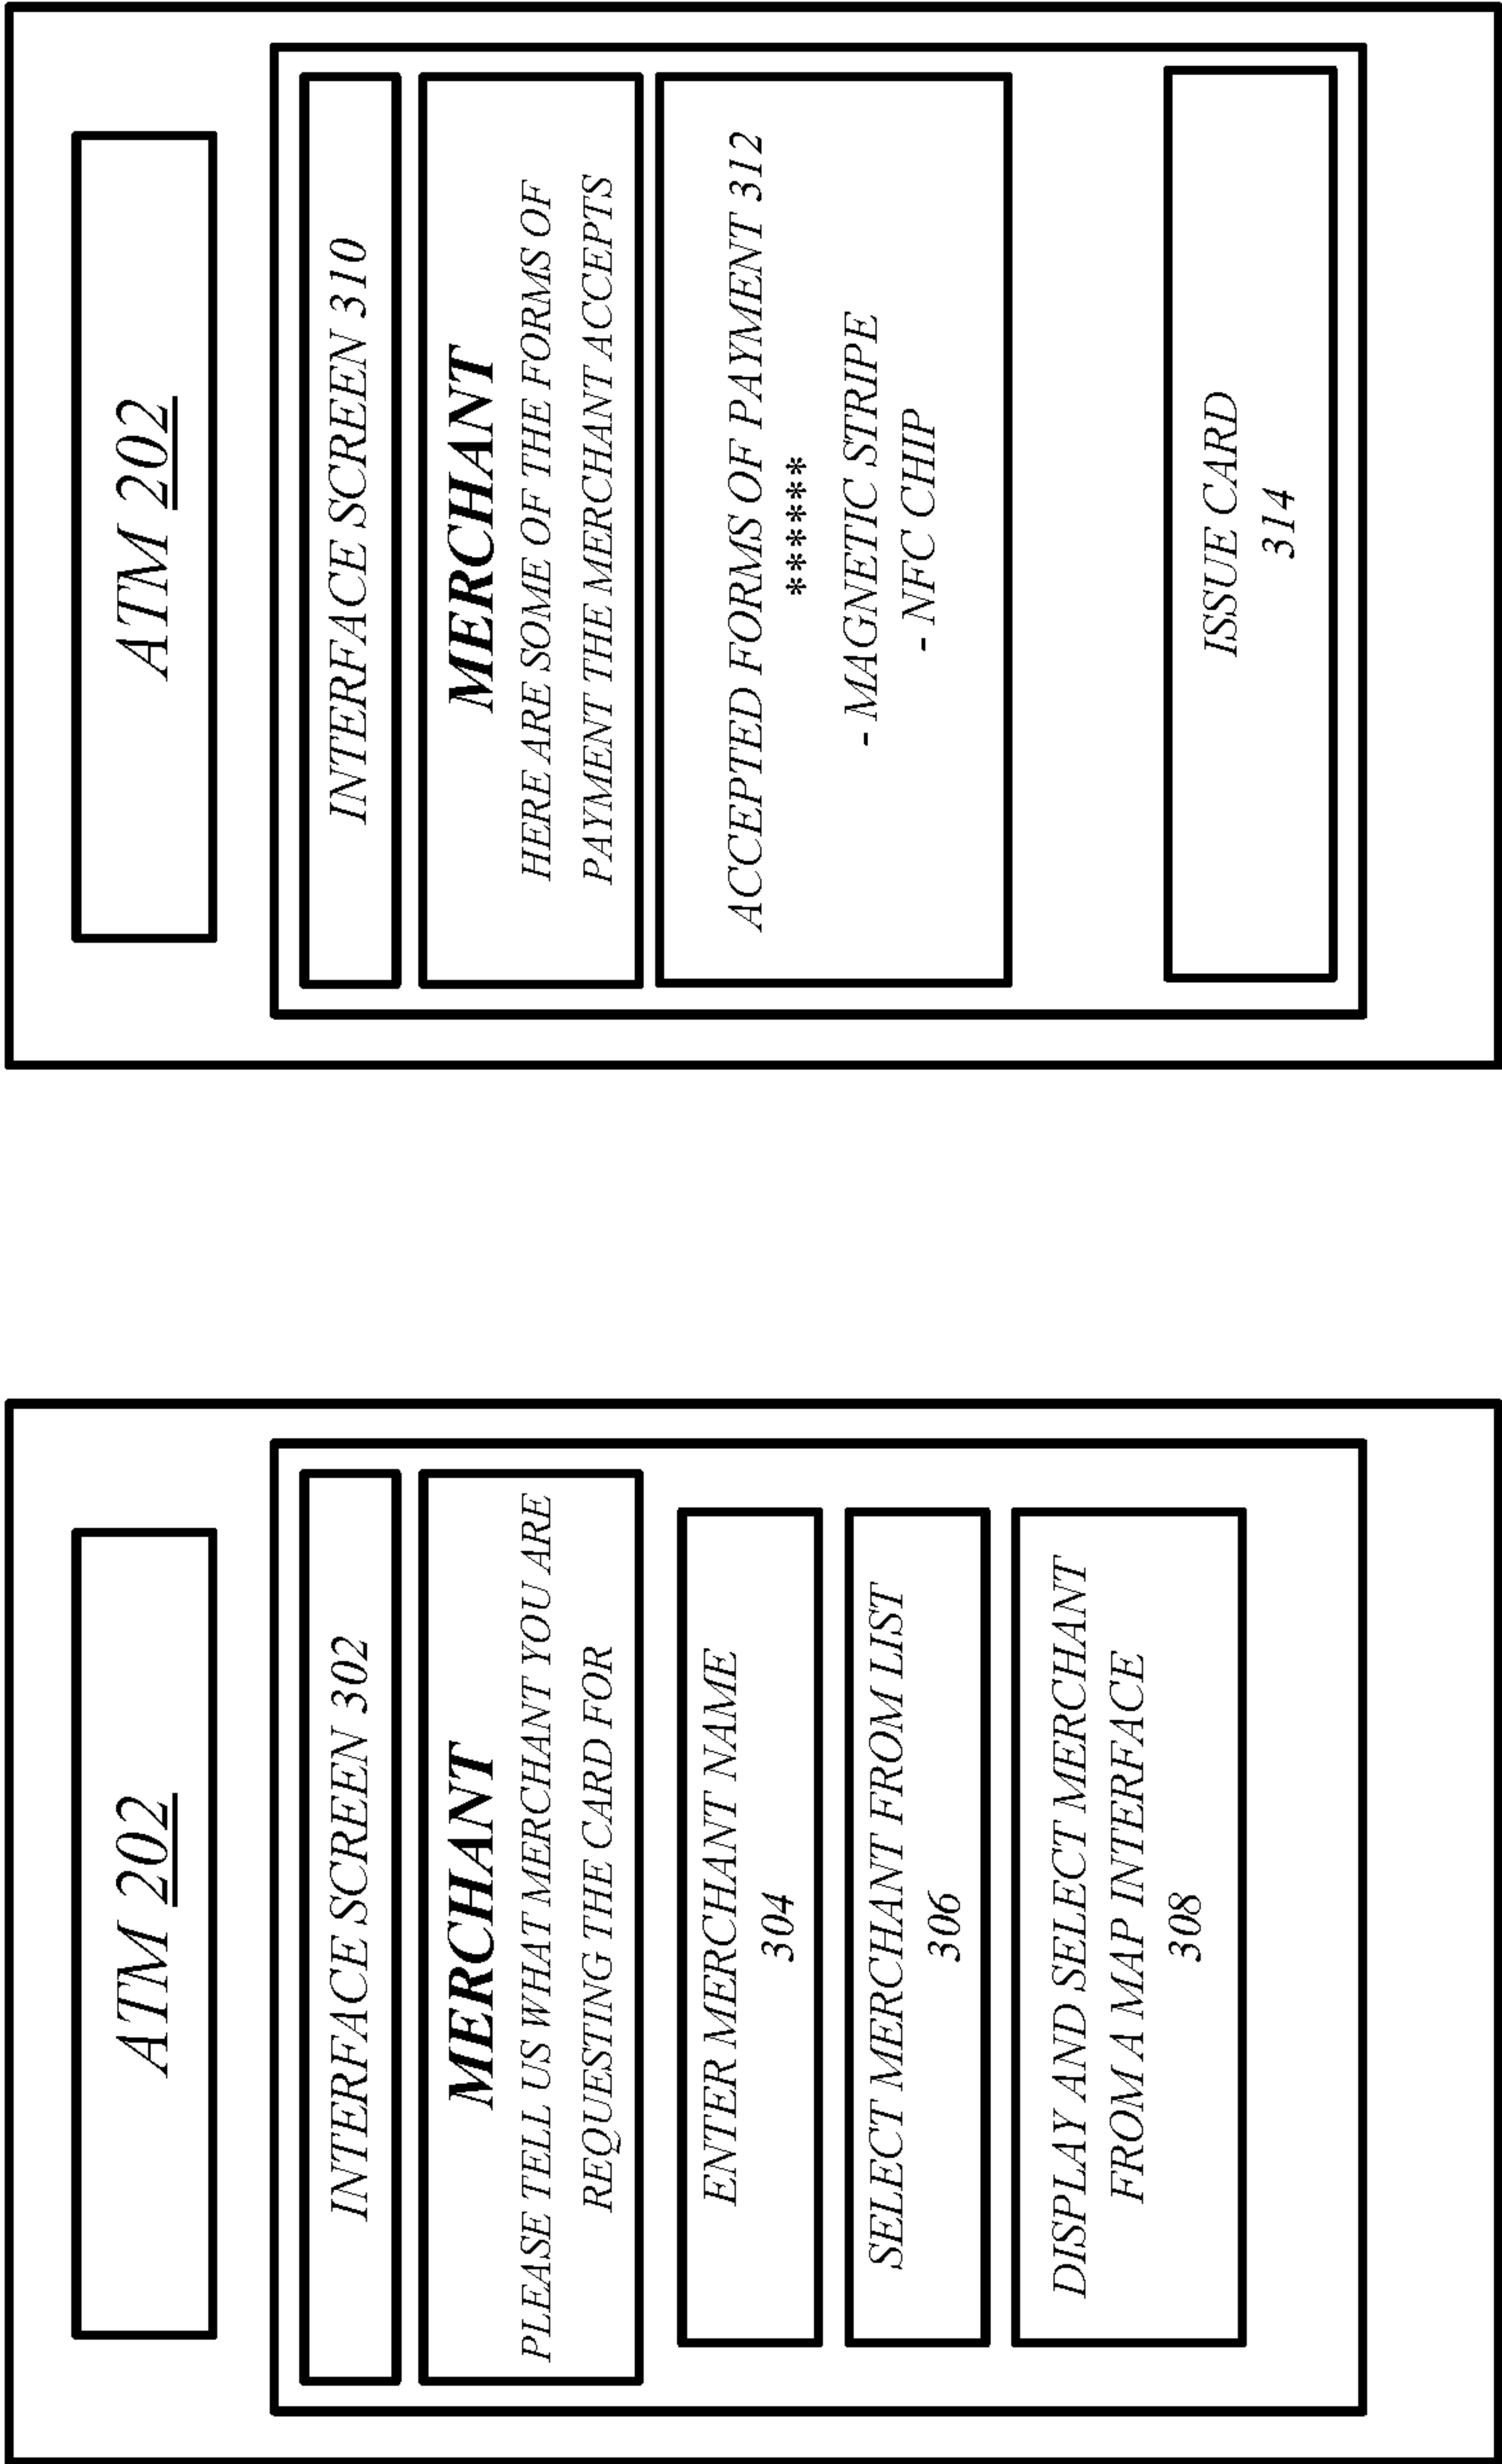 ATM 202
INTERFACE SCREEN 302
MERCHANT
PLEASE TELL US WHAT MERCHANT YOU ARE
REQUESTING THE CARD FOR
ENTER MERCHANT NAME
304
SELECT MERCHANT FROM LIST
306
DISPLAY AND SELECT MERCHANT
FROM A MAP INTERFACE
308
ATM 202
INTERFACE SCREEN 310
MERCHANT
HERE ARE SOME OF THE FORMS OF
PAYMENT THE MERCHANT ACCEPTS
ACCEPTED FORMS OF PAYMENT 312
******
- MAGNETIC STRIPE
- NFC CHIP
ISSUE CARD
314